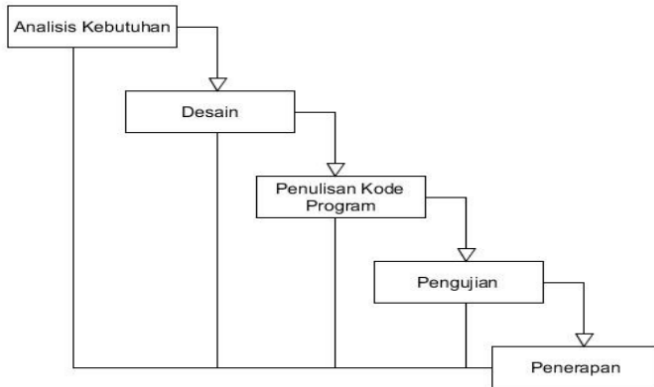 Analisis Kebutuhan
Desain
Penulisan Kode
Program
Pengujian
Penerapan